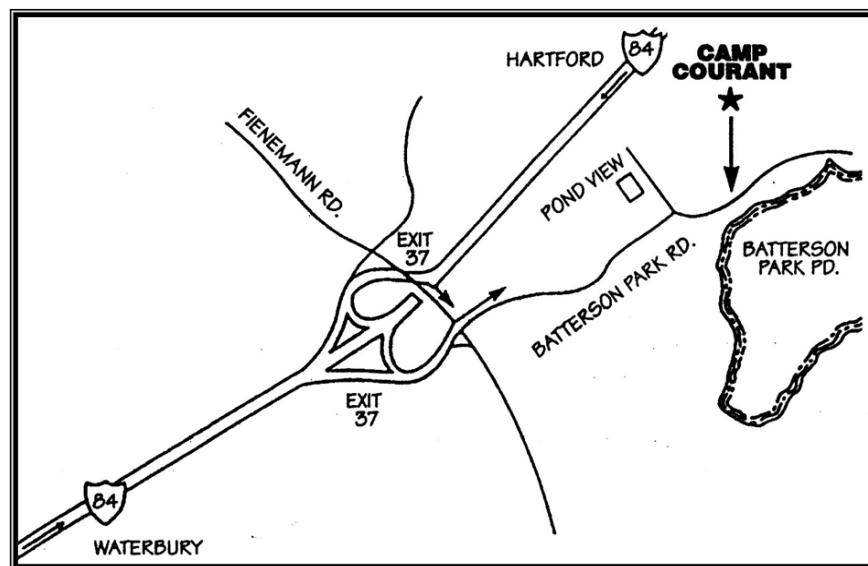 HARTFORD
84
CAMP
COURANT
FIENEMANN RD.
POND VIEW
EXIT
37
BATTERSON PARK RD.
BATTERSON
PARK PD.
EXIT
37
84
WATERBURY